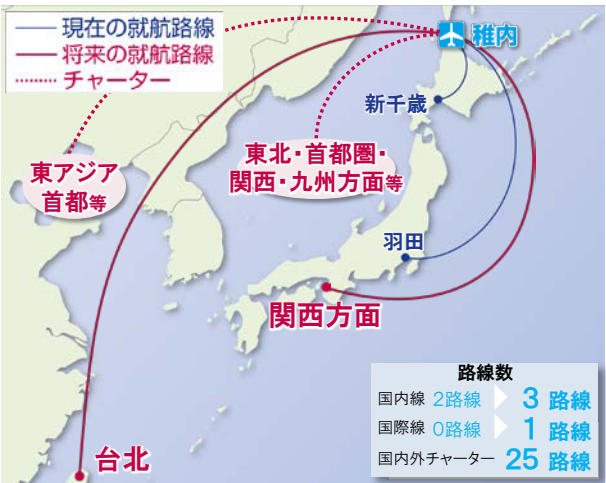 現在の就航路線
将来の就航路線
チャーター
稚内
新千歳
東アジア
首都等
東北・首都圏・
関西・九州方面等
羽田
関西方面
台北
路線数
国内線 2路線 3 路線
国際線 0路線 1 路線
国内外チャーター 25 路線